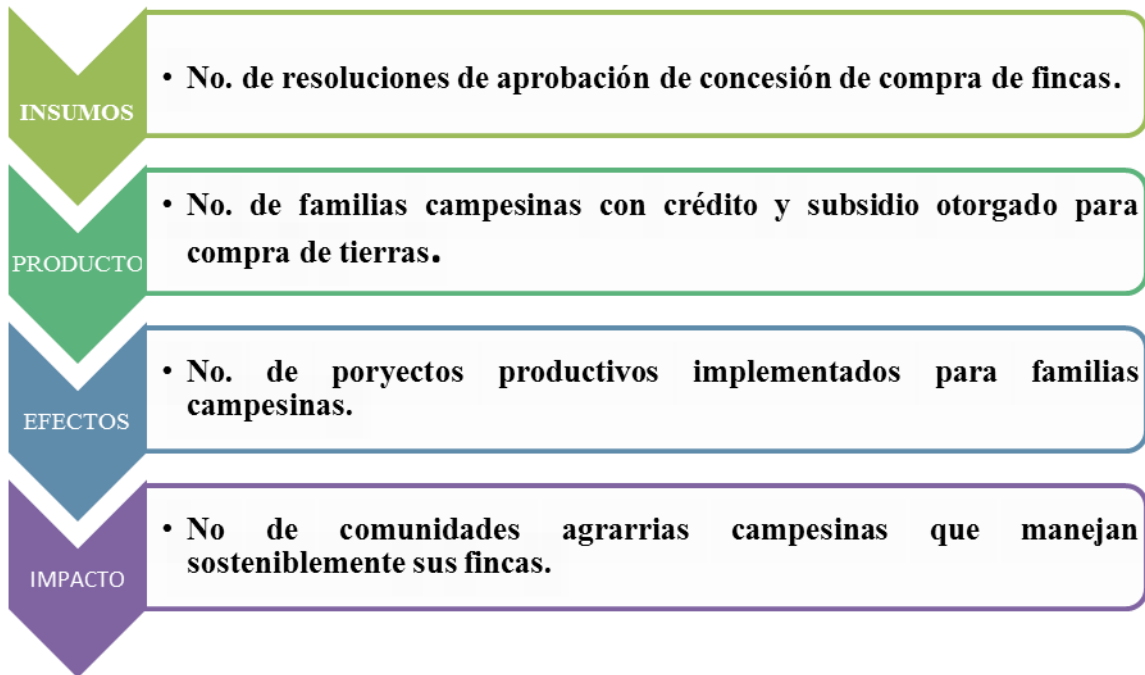 INSUMOS
• No. de resoluciones de aprobación de concesión de compra de fincas.
PRODUCTO
• No. de familias campesinas con crédito y subsidio otorgado para
compra de tierras.
EFECTOS
• No. de poryectos productivos implementados para familias
campesinas.
IMPACTO
• No de comunidades agrarrias campesinas que manejan
sosteniblemente sus fincas.